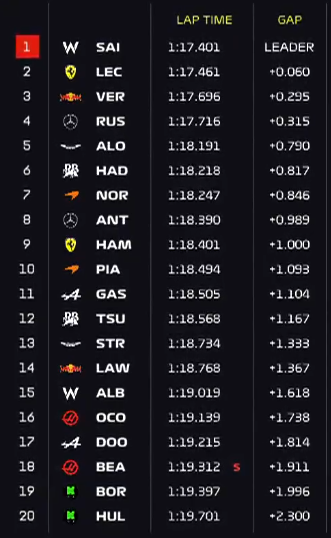 LAP TIME GAP
1 SAI 1:17.401 LEADER
2 LEC 1:17.461 +0.060
3 VER 1:17.696 +0.295
4 RUS 1:17.716 +0.315
5 ALO 1:18.191 +0.790
6 HAD 1:18.218 +0.817
7 NOR 1:18.247 +0.846
8 ANT 1:18.390 +0.989
9 HAM 1:18.401 +1.000
10 PIA 1:18.494 +1.093
11 GAS 1:18.505 +1.104
12 TSU 1:18.568 +1.167
13 STR 1:18.734 +1.333
14 LAW 1:18.768 +1.367
15 ALB 1:19.019 +1.618
16 OCO 1:19.139 +1.738
17 DOO 1:19.215 +1.814
18 BEA 1:19.312 S +1.911
19 BOR 1:19.397 +1.996
20 HUL 1:19.701 +2.300